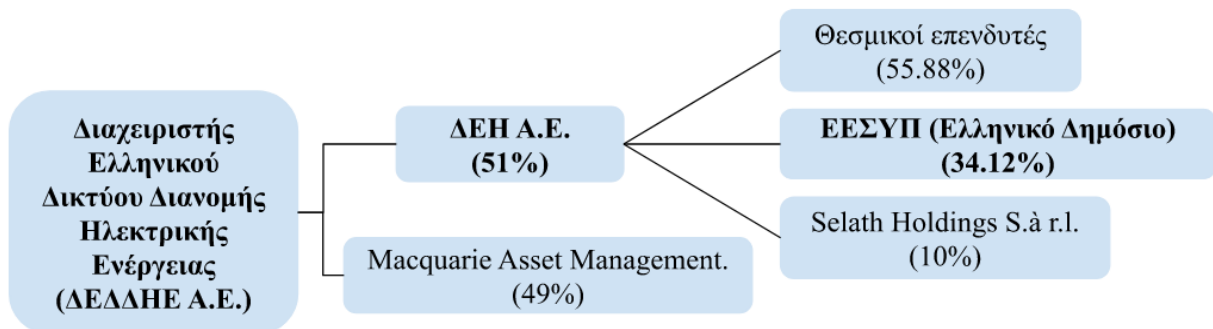 Διαχειριστής
Ελληνικού
Δικτύου Διανομής
Ηλεκτρικής
Ενέργειας
(ΔΕΔΔΗΕ Α.Ε.)
ΔΕΗ Α.Ε.
(51%)
Macquarie Asset Management.
(49%)
Θεσμικοί επενδυτές
(55.88%)
ΕΕΣΥΠ (Ελληνικό Δημόσιο)
(34.12%)
Selath Holdings S.à r.l.
(10%)